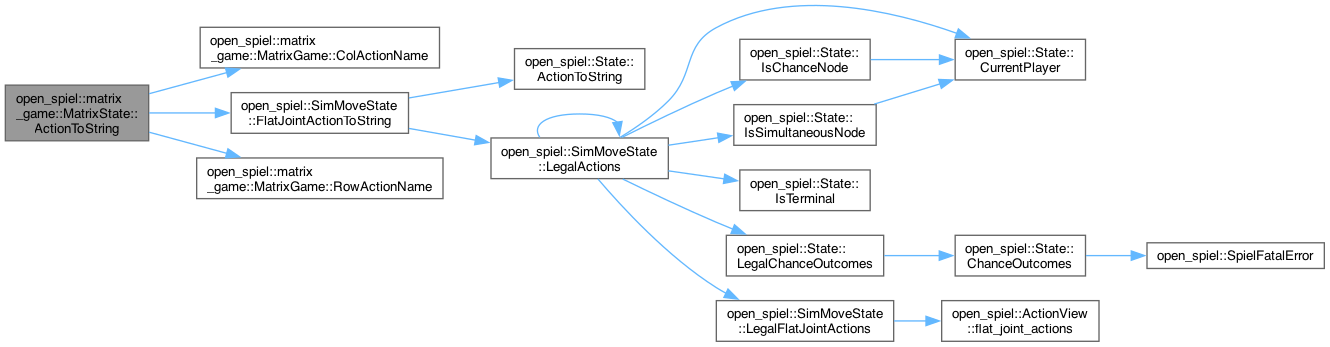 open_spiel::matrix
_game::MatrixState::
ActionToString
open_spiel::matrix
_game::MatrixGame::ColActionName
open_spiel::SimMoveState
::FlatJointActionToString
open_spiel::matrix
_game::MatrixGame::RowActionName
open_spiel::State::
ActionToString
open_spiel::SimMoveState
::LegalActions
open_spiel::State::
IsChanceNode
open_spiel::State::
IsSimultaneousNode
open_spiel::State::
IsTerminal
open_spiel::State::
LegalChanceOutcomes
open_spiel::SimMoveState
::LegalFlatJointActions
open_spiel::State::
CurrentPlayer
open_spiel::State::
ChanceOutcomes
open_spiel::ActionView
::flat_joint_actions
open_spiel::SpielFatalError